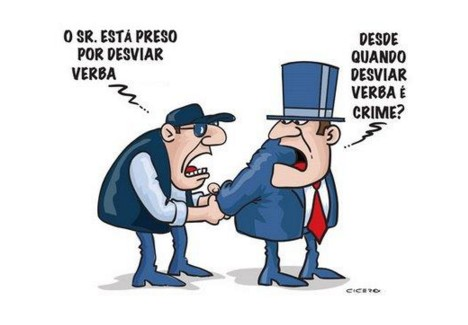 O SR. ESTÁ PRESO
POR DESVIAR
VERBA
DESDE
QUANDO
DESVIAR
VERBA É
CRIME?
CICERO